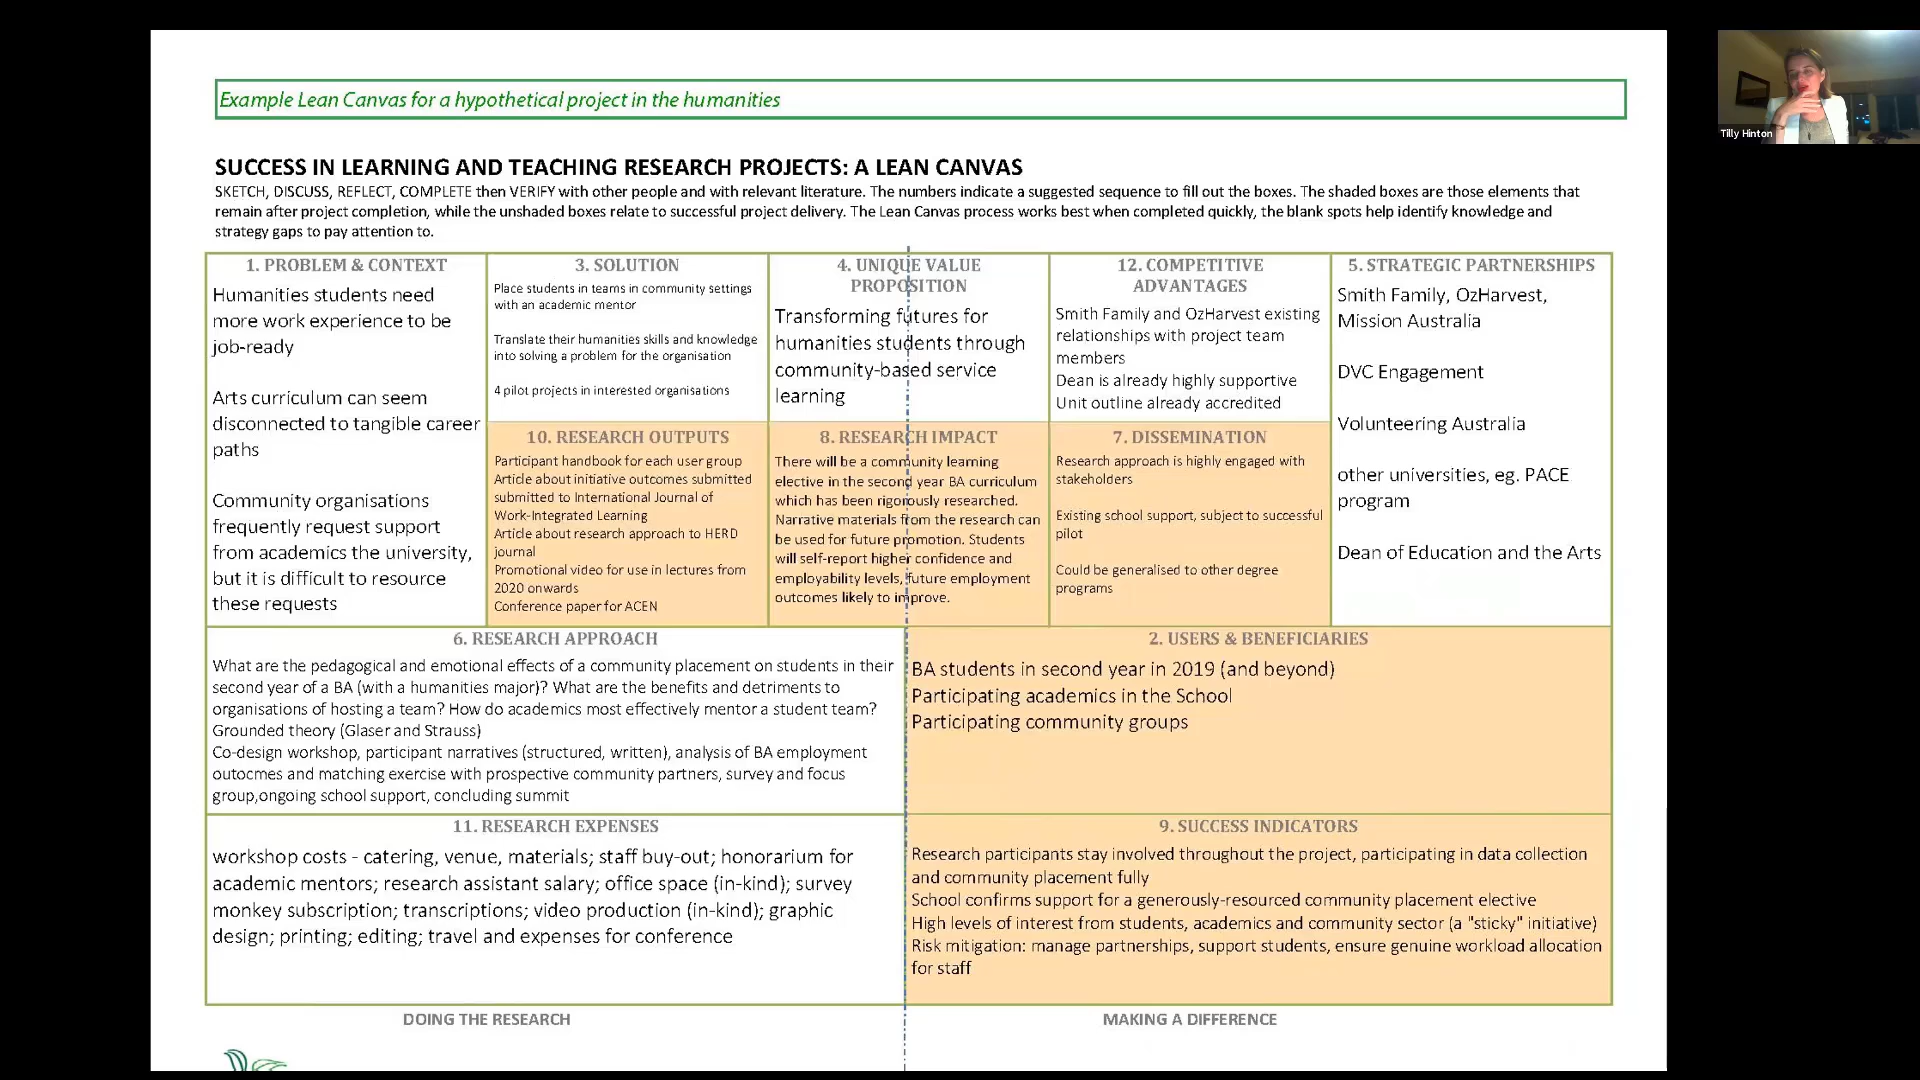 Example Lean Canvas for a hypothetical project in the humanities
Tilly Hinton
SUCCESS IN LEARNING AND TEACHING RESEARCH PROJECTS: A LEAN CANVAS
SKETCH, DISCUSS, REFLECT, COMPLETE then VERIFY with other people and with relevant literature. The numbers indicate a suggested sequence to fill out the boxes. The shaded boxes are those elements that
remain after project completion, while the unshaded boxes relate to successful project delivery. The Lean Canvas process works best when completed quickly, the blank spots help identify knowledge and
strategy gaps to pay attention to.
1. PROBLEM & CONTEXT
Humanities students need
more work experience to be
job-ready
Arts curriculum can seem
disconnected to tangible career
paths
Community organisations
frequently request support
from academics the university,
but it is difficult to resource
these requests
3. SOLUTION
Place students in teams in community settings
with an academic mentor
Translate their humanities skills and knowledge
into solving a problem for the organisation
4 pilot projects in interested organisations
4. UNIQUE VALUE
PROPOSITION
Transforming futures for
humanities students through
community-based service
learning
12. COMPETITIVE
ADVANTAGES
Smith Family and OzHarvest existing
relationships with project team
members
Dean is already highly supportive
Unit outline already accredited
5. STRATEGIC PARTNERSHIPS
Smith Family, OzHarvest,
Mission Australia
DVC Engagement
Volunteering Australia
other universities, eg. PACE
program
Dean of Education and the Arts
10. RESEARCH OUTPUTS
Participant handbook for each user group
Article about initiative outcomes submitted
submitted to International Journal of
Work-Integrated Learning
Article about research approach to HERD
journal
Promotional video for use in lectures from
2020 onwards
Conference paper for ACEN
8. RESEARCH IMPACT
There will be a community learning
elective in the second year BA curriculum
which has been rigorously researched.
Narrative materials from the research can
be used for future promotion. Students
will self-report higher confidence and
employability levels, future employment
outcomes likely to improve.
7. DISSEMINATION
Research approach is highly engaged with
stakeholders
Existing school support, subject to successful
pilot
Could be generalised to other degree
programs
6. RESEARCH APPROACH
What are the pedagogical and emotional effects of a community placement on students in their
second year of a BA (with a humanities major)? What are the benefits and detriments to
organisations of hosting a team? How do academics most effectively mentor a student team?
Grounded theory (Glaser and Strauss)
Co-design workshop, participant narratives (structured, written), analysis of BA employment
outocmes and matching exercise with prospective community partners, survey and focus
group,ongoing school support, concluding summit
2. USERS & BENEFICIARIES
BA students in second year in 2019 (and beyond)
Participating academics in the School
Participating community groups
11. RESEARCH EXPENSES
workshop costs - catering, venue, materials; staff buy-out; honorarium for
academic mentors; research assistant salary; office space (in-kind); survey
monkey subscription; transcriptions; video production (in-kind); graphic
design; printing; editing; travel and expenses for conference
9. SUCCESS INDICATORS
Research participants stay involved throughout the project, participating in data collection
and community placement fully
School confirms support for a generously-resourced community placement elective
High levels of interest from students, academics and community sector (a "sticky" initiative)
Risk mitigation: manage partnerships, support students, ensure genuine workload allocation
for staff
DOING THE RESEARCH
MAKING A DIFFERENCE